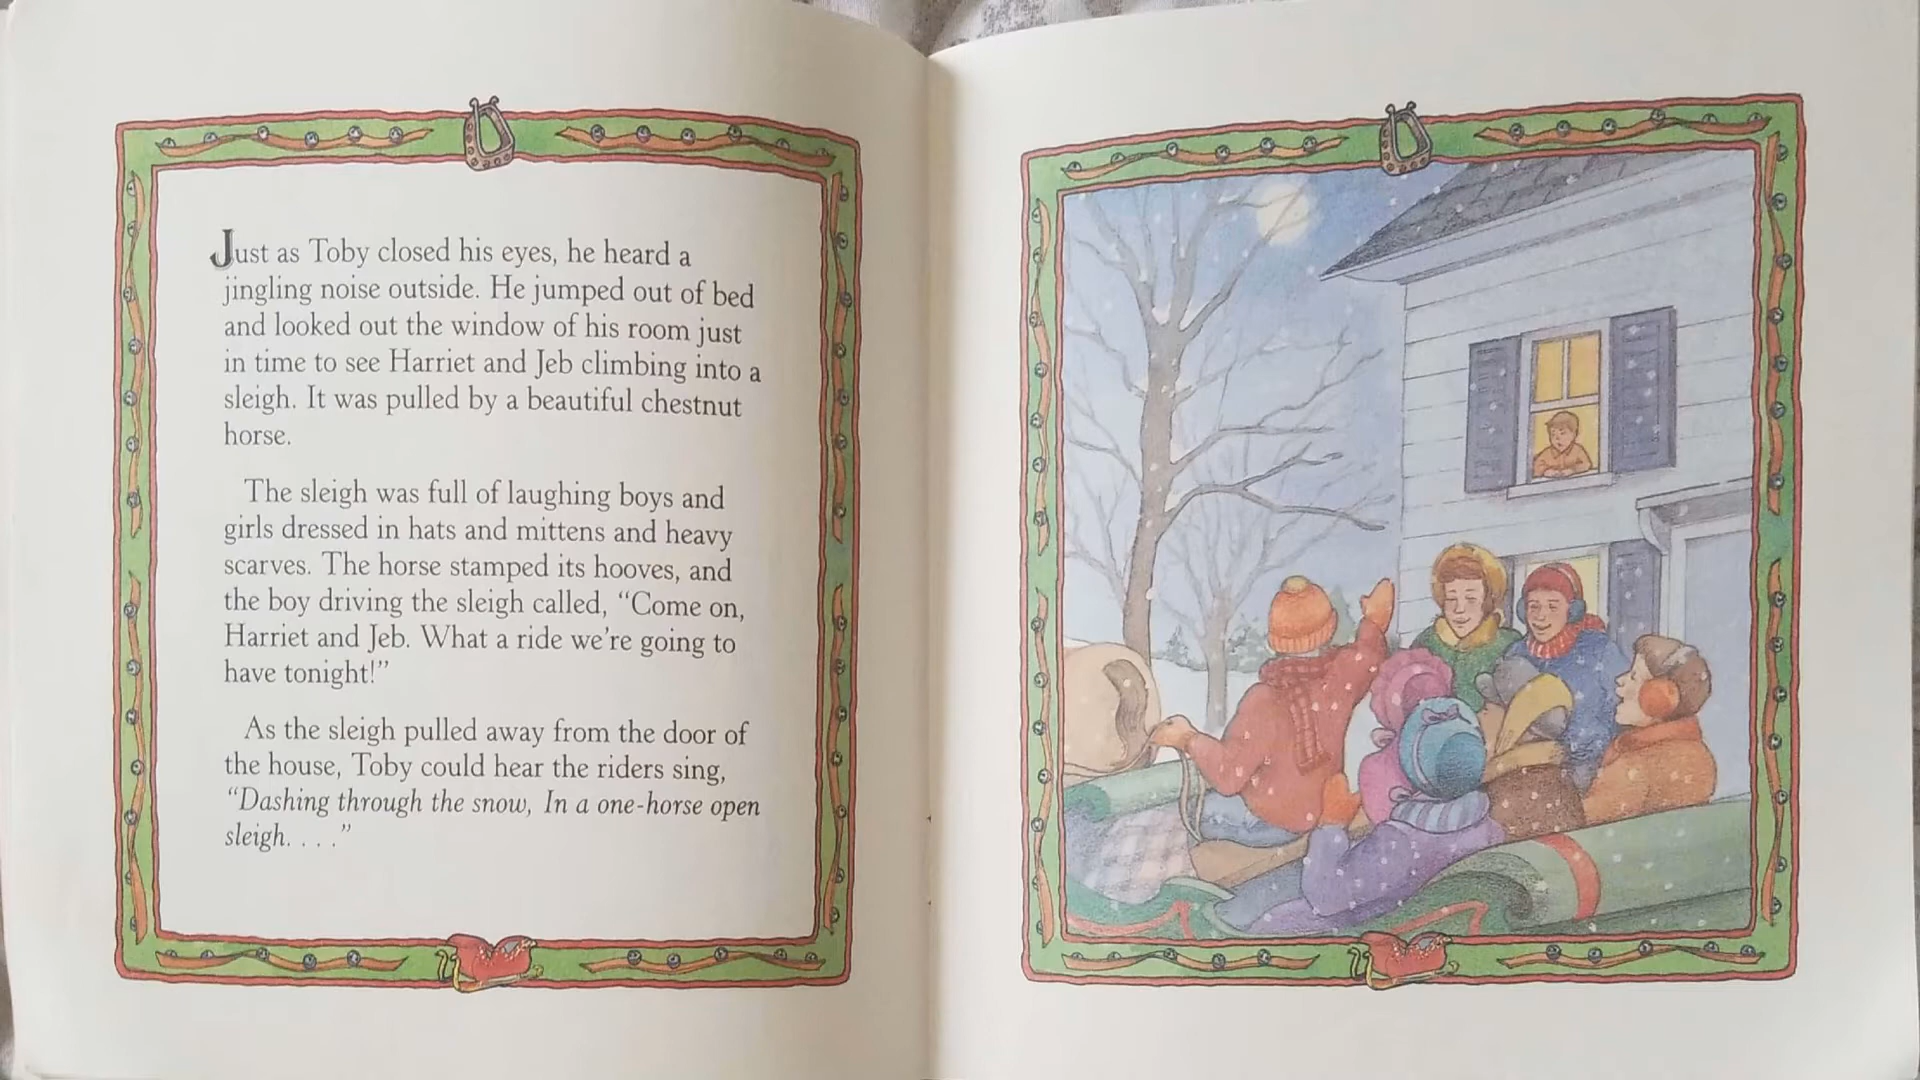 Just as Toby closed his eyes, he heard a
jingling noise outside. He jumped out of bed
and looked out the window of his room just
in time to see Harriet and Jeb climbing into a
sleigh. It was pulled by a beautiful chestnut
horse.
The sleigh was full of laughing boys and
girls dressed in hats and mittens and heavy
scarves. The horse stamped its hooves, and
the boy driving the sleigh called, “Come on,
Harriet and Jeb. What a ride we’re going to
have tonight!”
As the sleigh pulled away from the door of
the house, Toby could hear the riders sing,
“Dashing through the snow, In a one-horse open
sleigh. . . .”